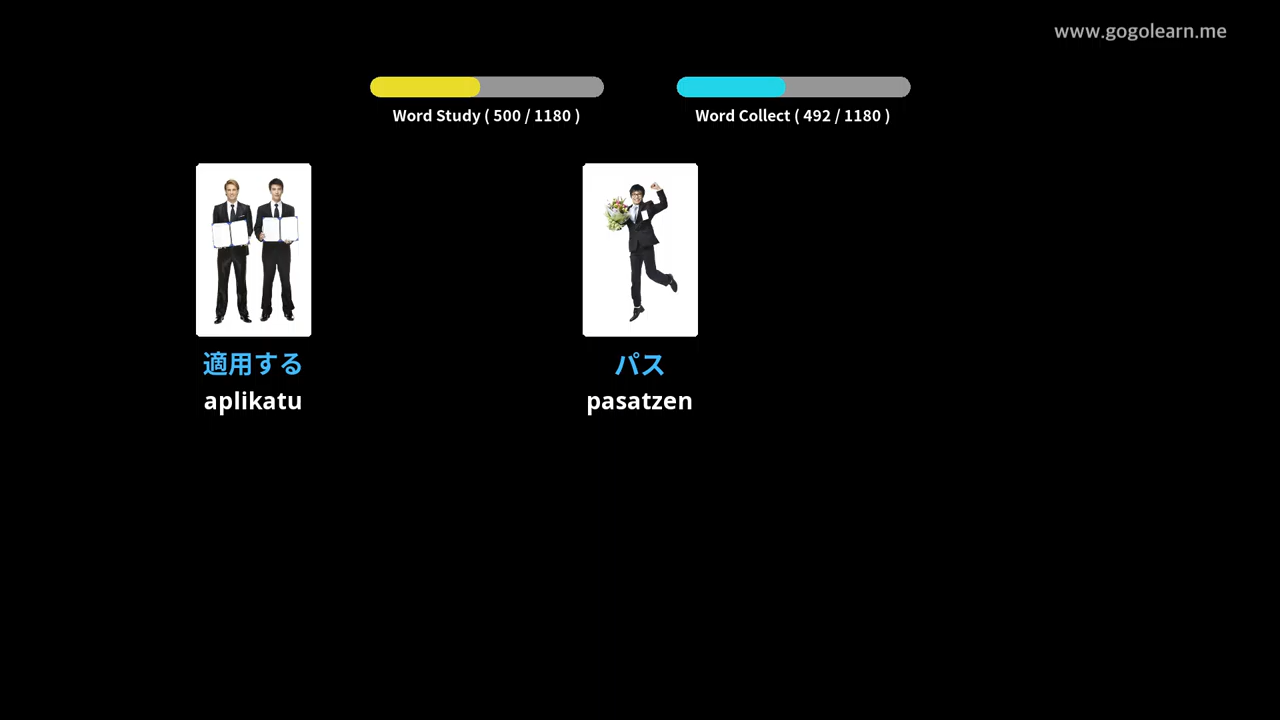 www.gogolearn.me
Word Study ( 500 / 1180 )
Word Collect ( 492 / 1180 )
適用する
aplikatu
パス
pasatzen